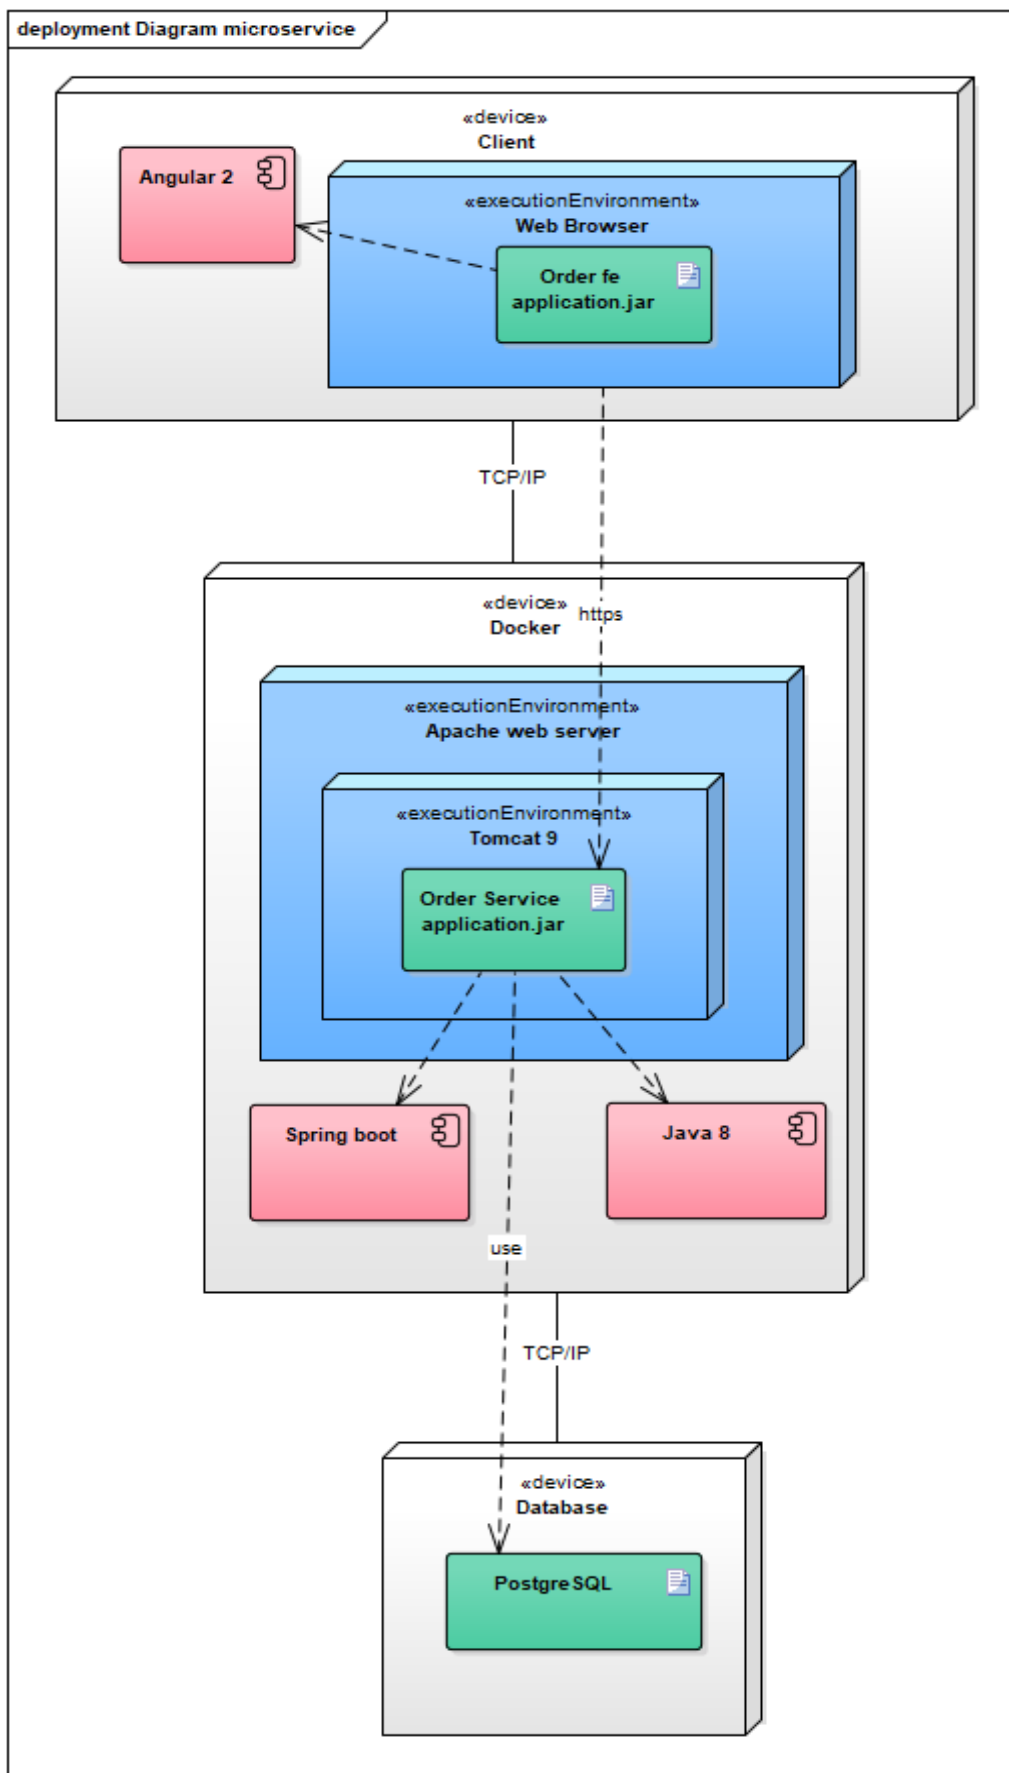 deployment Diagram microservice
«device»
Client
Angular 2
«executionEnvironment»
Web Browser
Order fe
application.jar
TCP/IP
«device»
Docker
https
«executionEnvironment»
Apache web server
«executionEnvironment»
Tomcat 9
Order Service
application.jar
Spring boot
Java 8
use
TCP/IP
«device»
Database
PostgreSQL